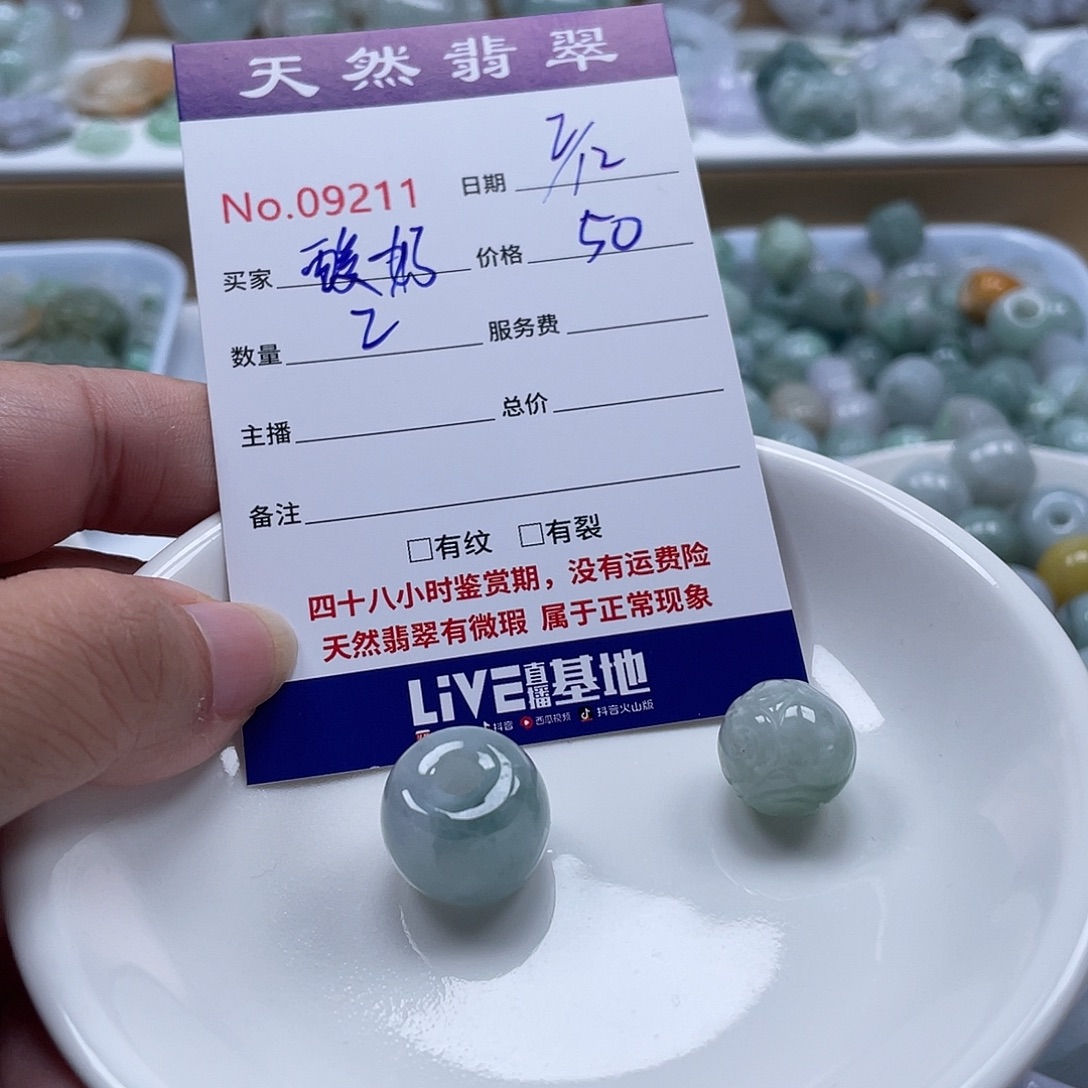 天然翡翠
No.09211 日期 2/12
买家 酸奶 价格 50
数量 2 服务费
主播 总价
备注
□有纹 □有裂
四十八小时鉴赏期，没有运费险
天然翡翠有微瑕 属于正常现象
LiVE直播基地
抖音 西瓜视频 抖音火山版